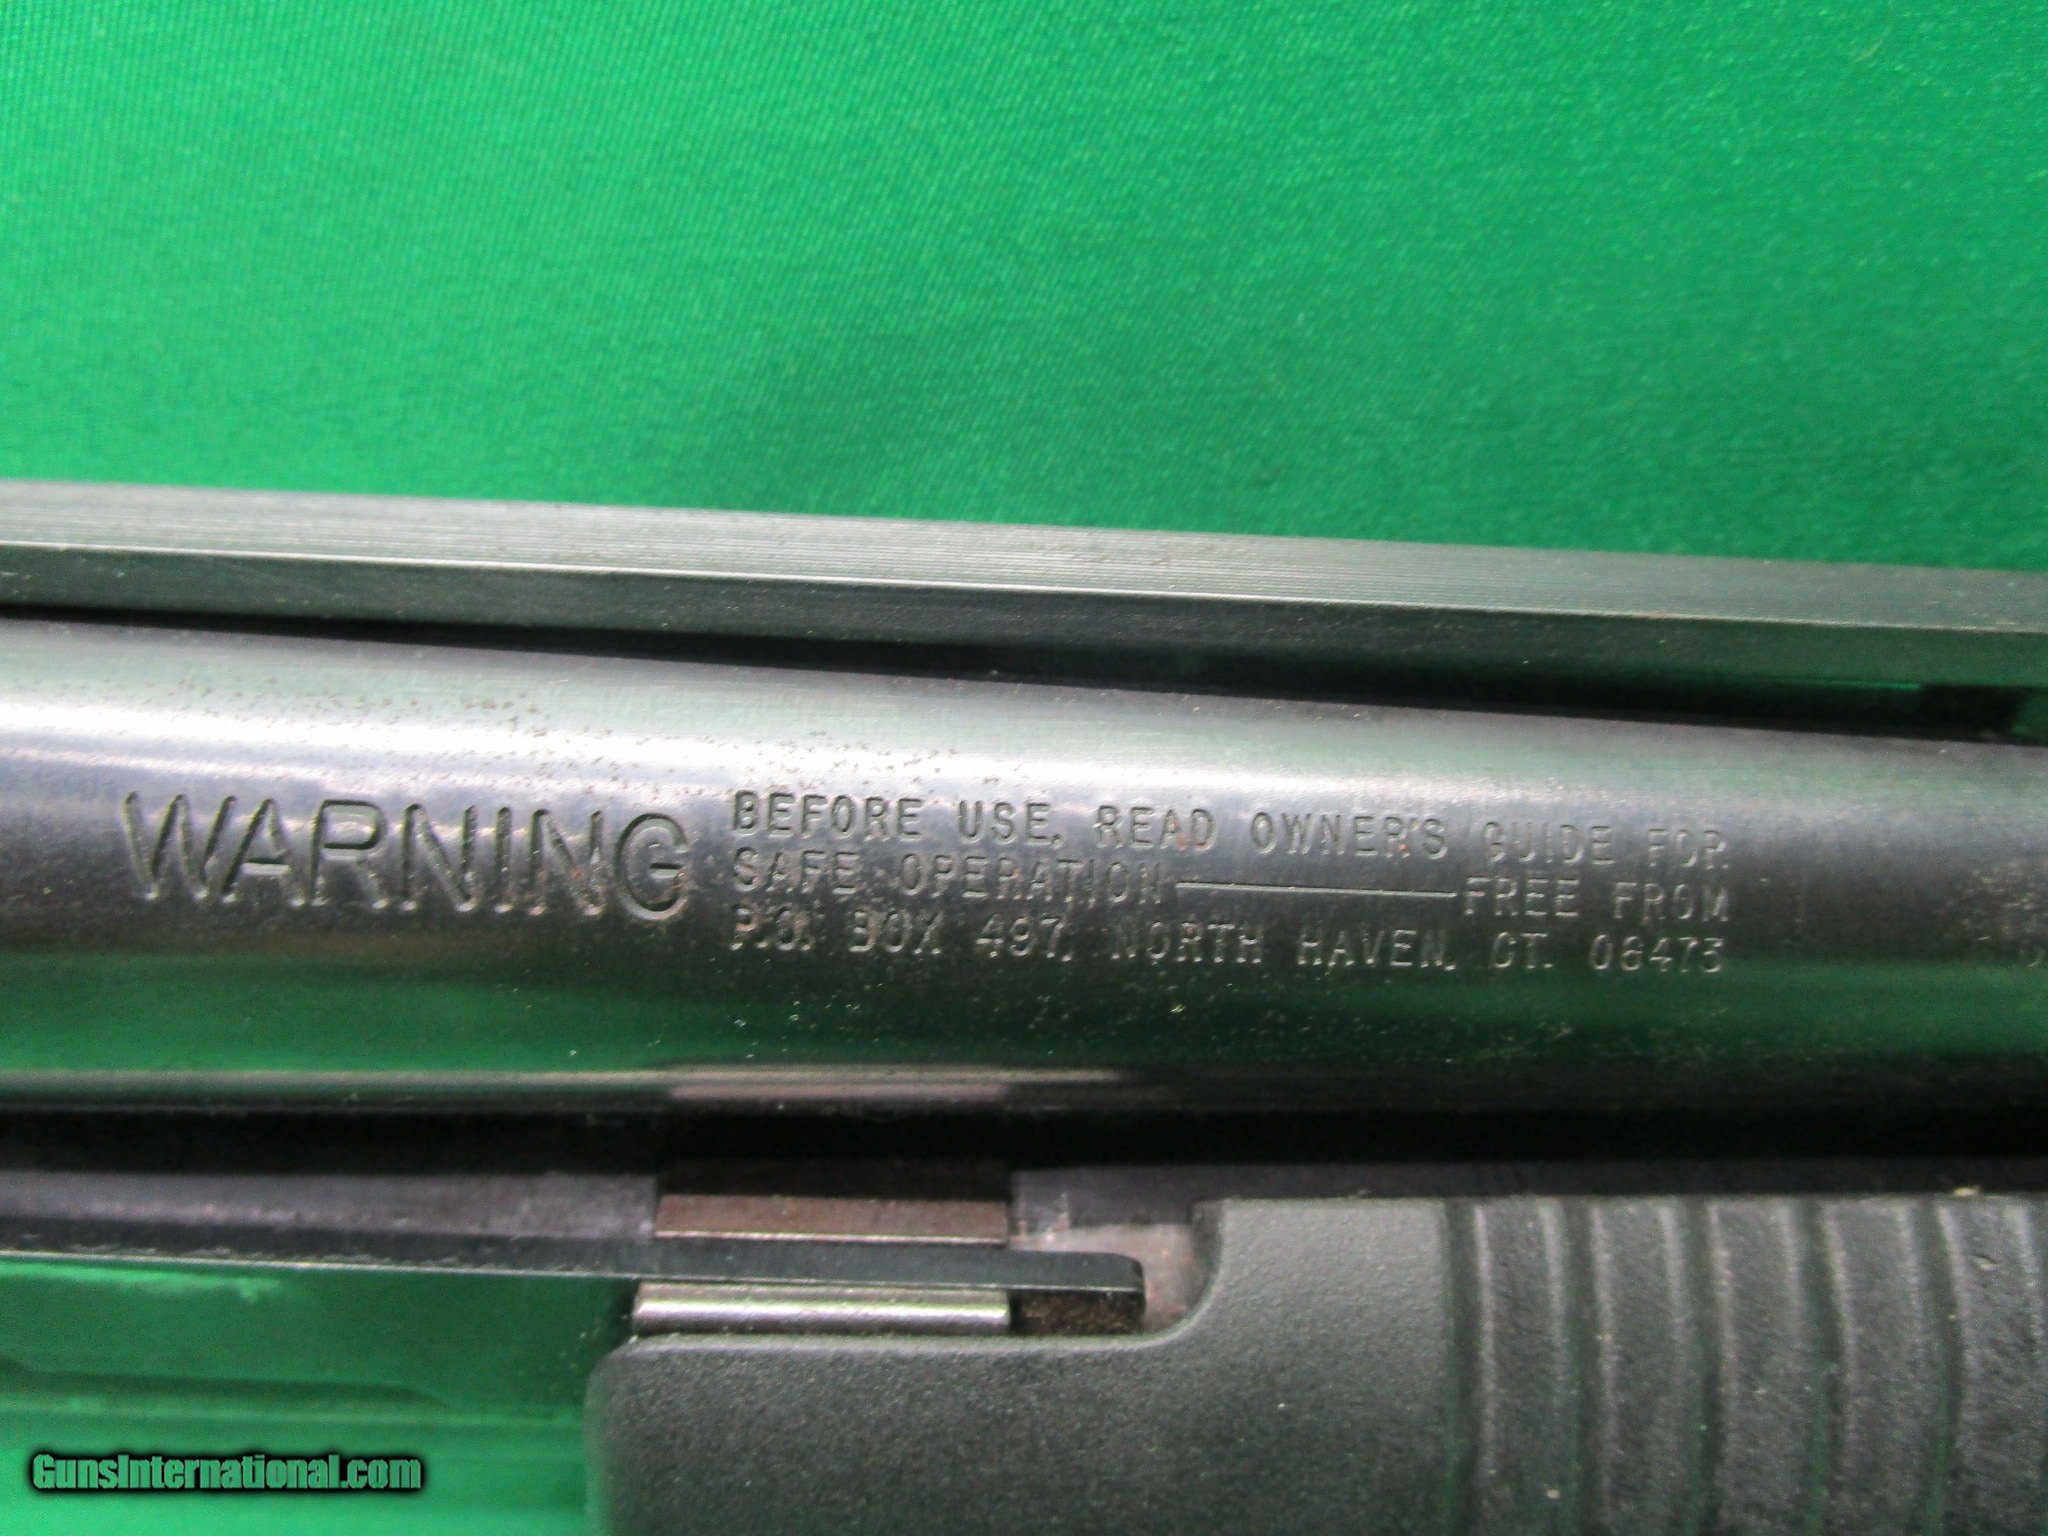 WARNING
BEFORE USE, READ OWNER'S GUIDE FOR
SAFE OPERATION———FREE FROM
P.O. BOX 497, NORTH HAVEN, CT. 06473
GunsInternational.com